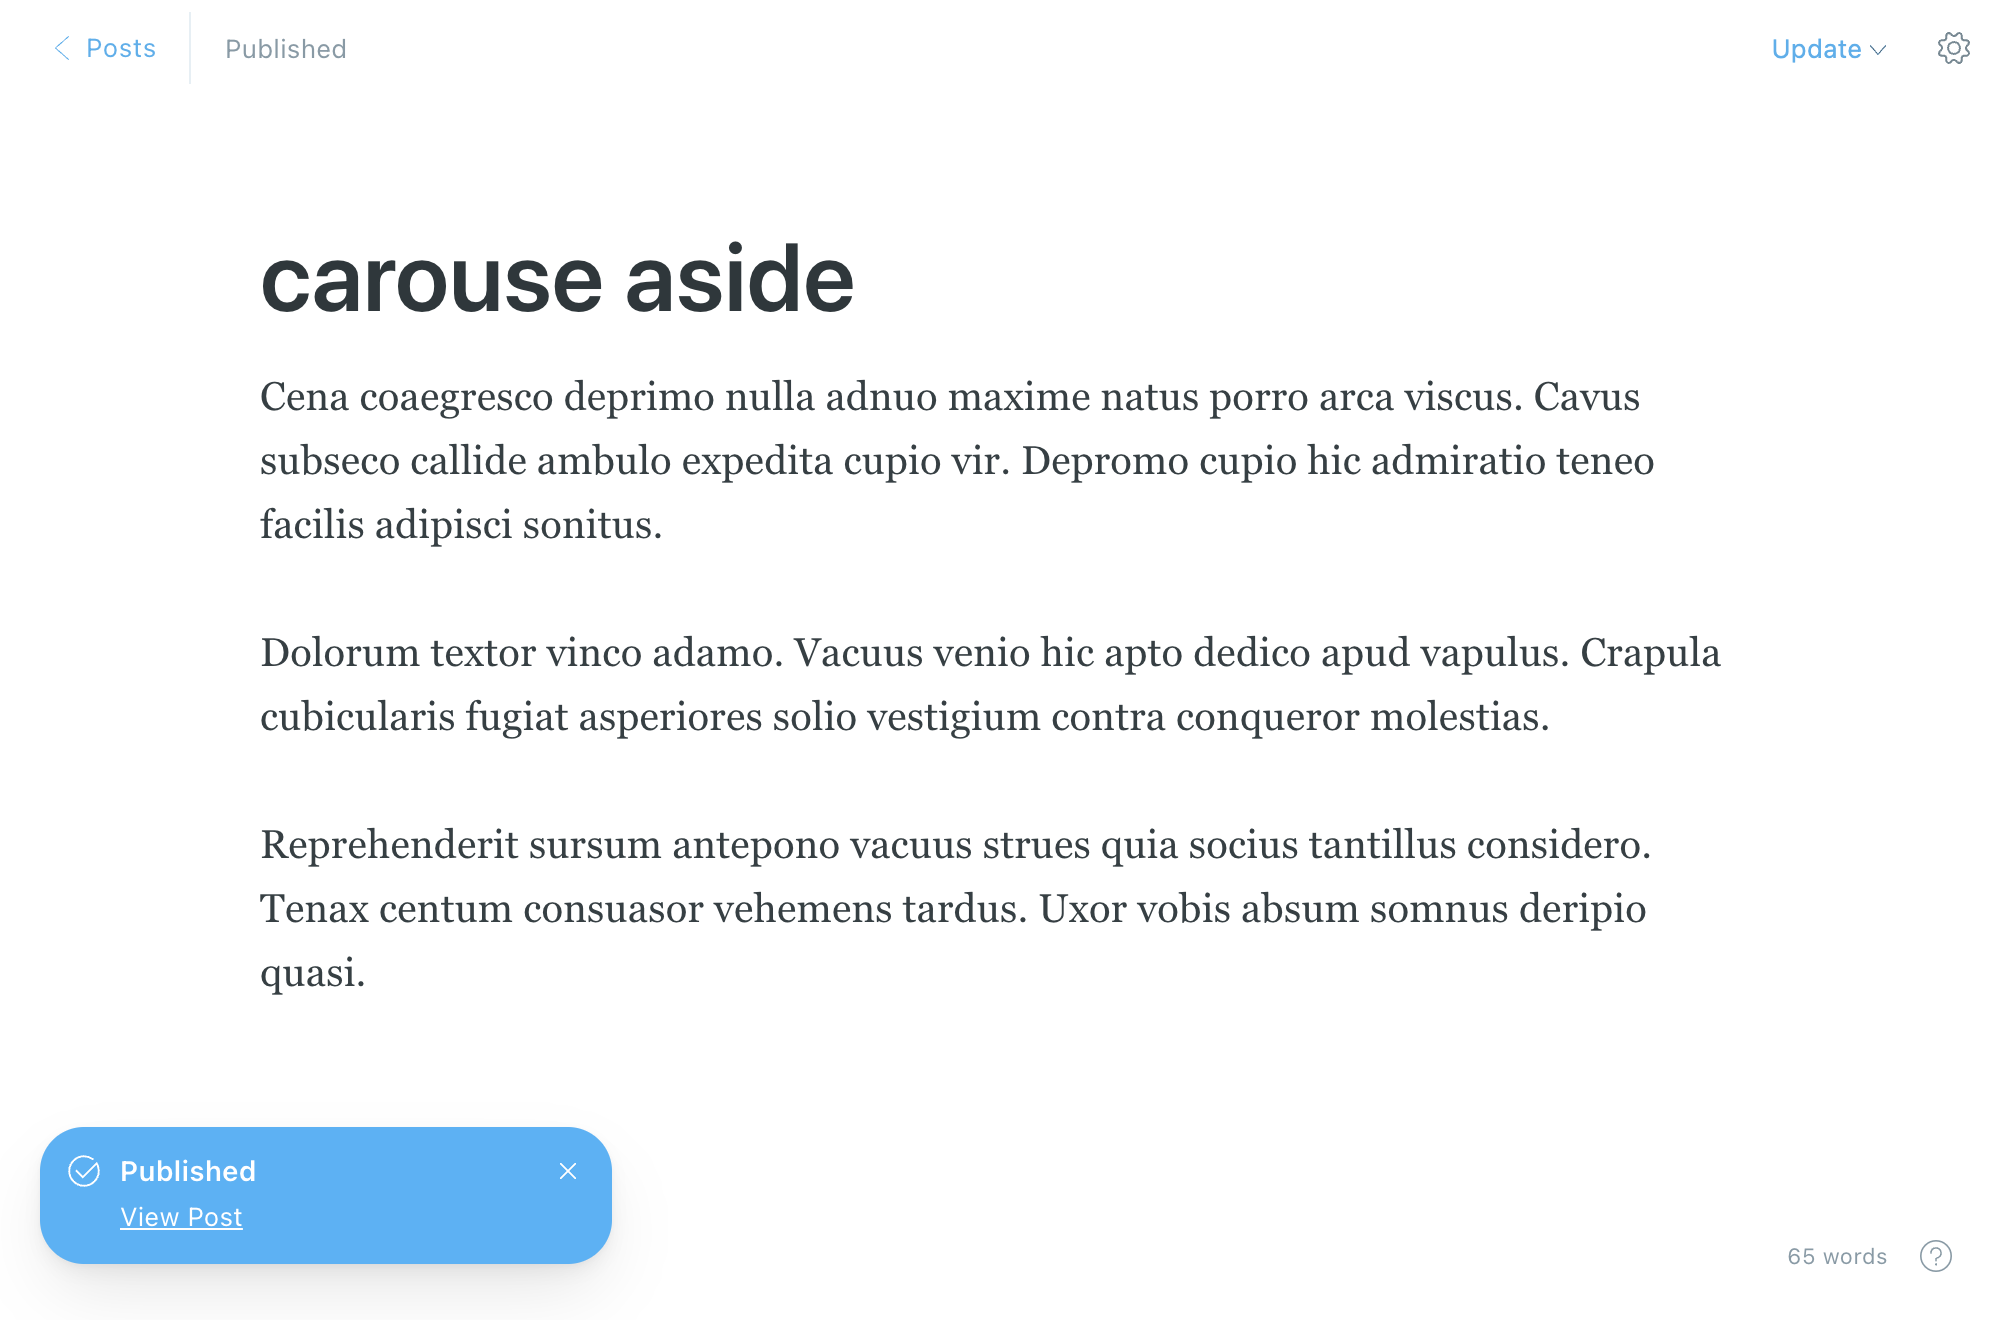 Posts
Published
Update
carouse aside
Cena coaegresco deprimo nulla adnuo maxime natus porro arca viscus. Cavus
subseco callide ambulo expedita cupio vir. Depromo cupio hic admiratio teneo
facilis adipisci sonitus.
Dolorum textor vinco adamo. Vacuus venio hic apto dedico apud vapulus. Crapula
cubicularis fugiat asperiores solio vestigium contra conqueror molestias.
Reprehenderit sursum antepono vacuus strues quia socius tantillus considero.
Tenax centum consuasor vehemens tardus. Uxor vobis absum somnus deripio
quasi.
Published
View Post
65 words
?